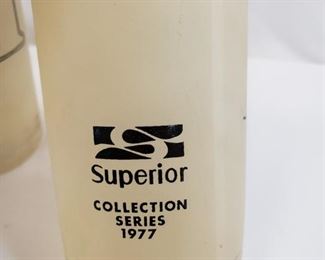 Superior
COLLECTION
SERIES
1977